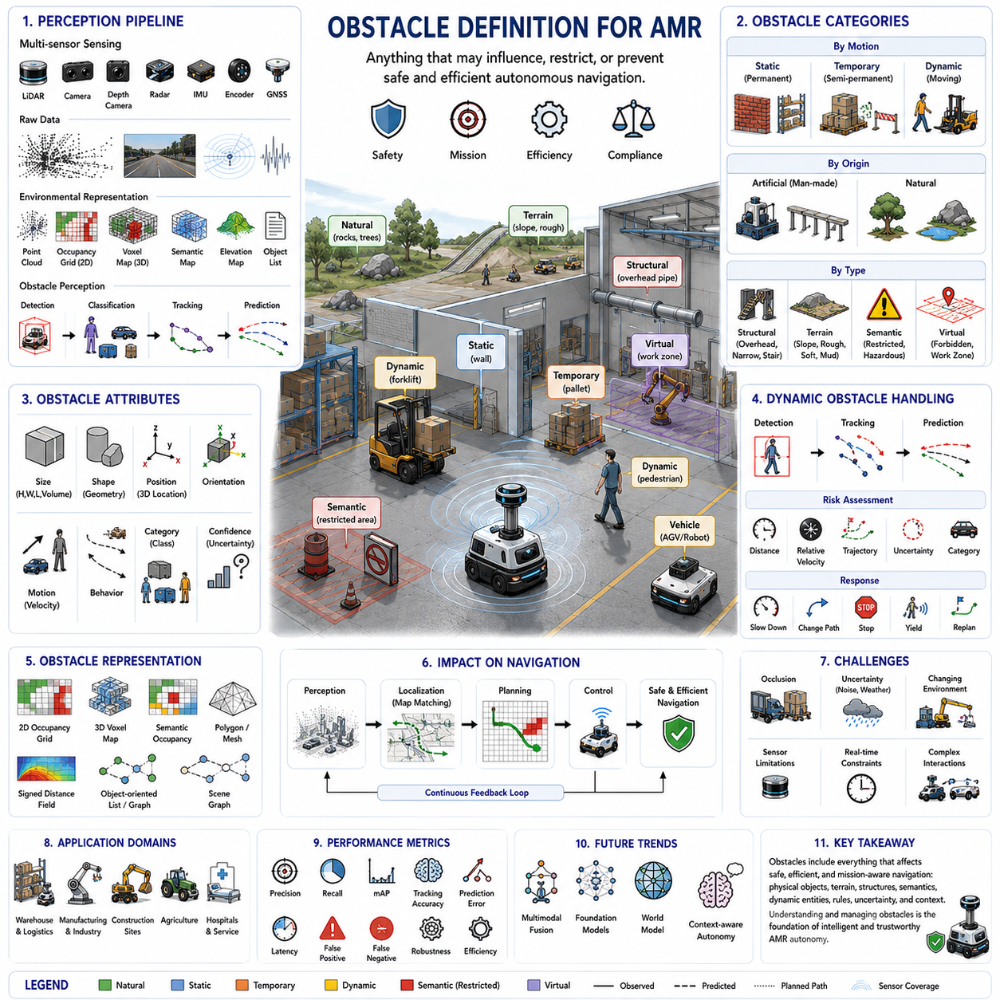 OBSTACLE DEFINITION FOR AMR
Anything that may influence, restrict, or prevent
safe and efficient autonomous navigation.
Safety
Mission
Efficiency
Compliance
1. PERCEPTION PIPELINE
Multi-sensor Sensing
LiDAR
Camera
Depth
Camera
Radar
IMU
Encoder
GNSS
Raw Data
Environmental Representation
Point
Cloud
Occupancy
Grid (2D)
Voxel
Map (3D)
Semantic
Map
Elevation
Map
Object
List
Obstacle Perception
Detection
Classification
Tracking
Prediction
2. OBSTACLE CATEGORIES
By Motion
Static
(Permanent)
Temporary
(Semi-permanent)
Dynamic
(Moving)
By Origin
Artificial (Man-made)
Natural
By Type
Structural
(Overhead,
Narrow, Stair)
Terrain
(Slope, Rough,
Soft, Mud)
Semantic
(Restricted,
Hazardous)
Virtual
(Forbidden,
Work Zone)
Natural
(rocks, trees)
Terrain
(slope, rough)
Structural
(overhead pipe)
Static
(wall)
Virtual
(work zone)
Dynamic
(forklift)
Temporary
(pallet)
Dynamic
(pedestrian)
Semantic
(restricted area)
Vehicle
(AGV/Robot)
3. OBSTACLE ATTRIBUTES
Size
(H,W,L,Volume)
Shape
(Geometry)
z
y
x
x
Position
(3D Location)
x
x
x
x
Orientation
Motion
(Velocity)
Behavior
Category
(Class)
Confidence
(Uncertainty)
?
4. DYNAMIC OBSTACLE HANDLING
Detection
Tracking
Prediction
Risk Assessment
Distance
Relative
Velocity
Trajectory
Uncertainty
Category
Response
Slow Down
Change Path
STOP
Stop
Yield
Replan
5. OBSTACLE REPRESENTATION
2D Occupancy
Grid
3D Voxel
Map
Semantic
Occupancy
Polygon /
Mesh
Signed Distance
Field
Object-oriented
List / Graph
Scene
Graph
6. IMPACT ON NAVIGATION
Perception
Localization
(Map Matching)
Planning
Control
Safe & Efficient
Navigation
Continuous Feedback Loop
7. CHALLENGES
Occlusion
Uncertainty
(Noise, Weather)
Changing
Environment
Sensor
Limitations
Real-time
Constraints
Complex
Interactions
8. APPLICATION DOMAINS
Warehouse
& Logistics
Manufacturing
& Industry
Construction
Sites
Agriculture
Hospitals
& Service
9. PERFORMANCE METRICS
Precision
Recall
mAP
Tracking
Accuracy
Prediction
Error
Latency
False
Positive
False
Negative
Robustness
Efficiency
10. FUTURE TRENDS
Multimodal
Fusion
Foundation
Models
World
Model
Context-aware
Autonomy
11. KEY TAKEAWAY
Obstacles include everything that affects
safe, efficient, and mission-aware navigation:
physical objects, terrain, structures, semantics,
dynamic entities, rules, uncertainty, and context.
Understanding and managing obstacles is the
foundation of intelligent and trustworthy
AMR autonomy.
LEGEND
Natural
Static
Temporary
Dynamic
Semantic (Restricted)
Virtual
Observed
Predicted
Planned Path
Sensor Coverage